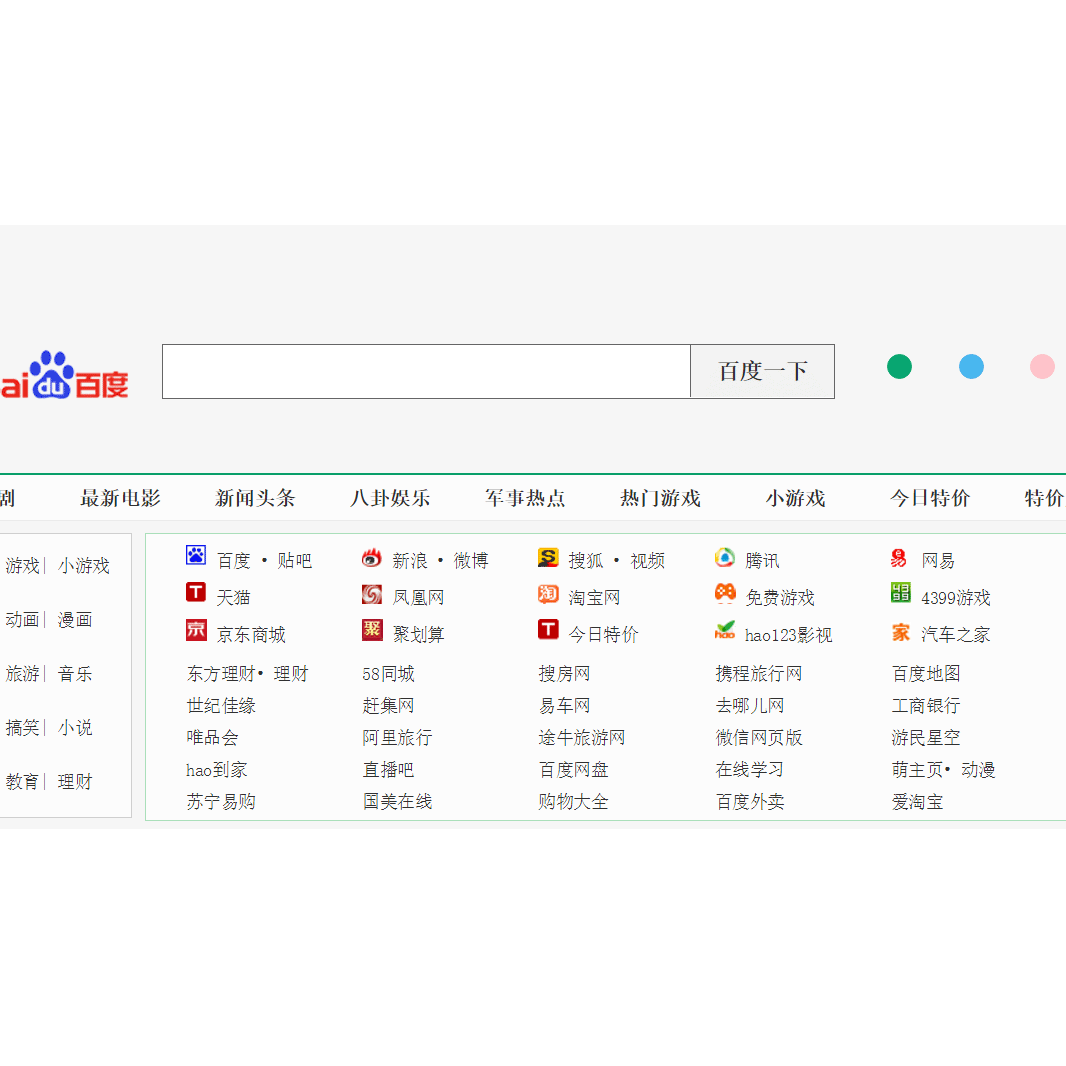 ai du 百度
百度一下
剧 最新电影 新闻头条 八卦娱乐 军事热点 热门游戏 小游戏 今日特价 特价
游戏| 小游戏
动画| 漫画
旅游| 音乐
搞笑| 小说
教育| 理财
百度 • 贴吧 新浪 • 微博 搜狐 • 视频 腾讯 网易
T 天猫 凤凰网 淘 淘宝网 免费游戏 4399 4399游戏
京 京东商城 聚 聚划算 T 今日特价 hao hao123影视 家 汽车之家
东方理财• 理财 58同城 搜房网 携程旅行网 百度地图
世纪佳缘 赶集网 易车网 去哪儿网 工商银行
唯品会 阿里旅行 途牛旅游网 微信网页版 游民星空
hao到家 直播吧 百度网盘 在线学习 萌主页• 动漫
苏宁易购 国美在线 购物大全 百度外卖 爱淘宝